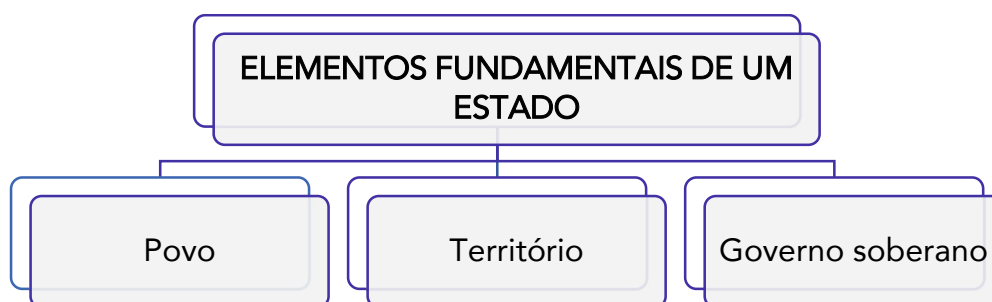 ELEMENTOS FUNDAMENTAIS DE UM
ESTADO
Povo
Território
Governo soberano